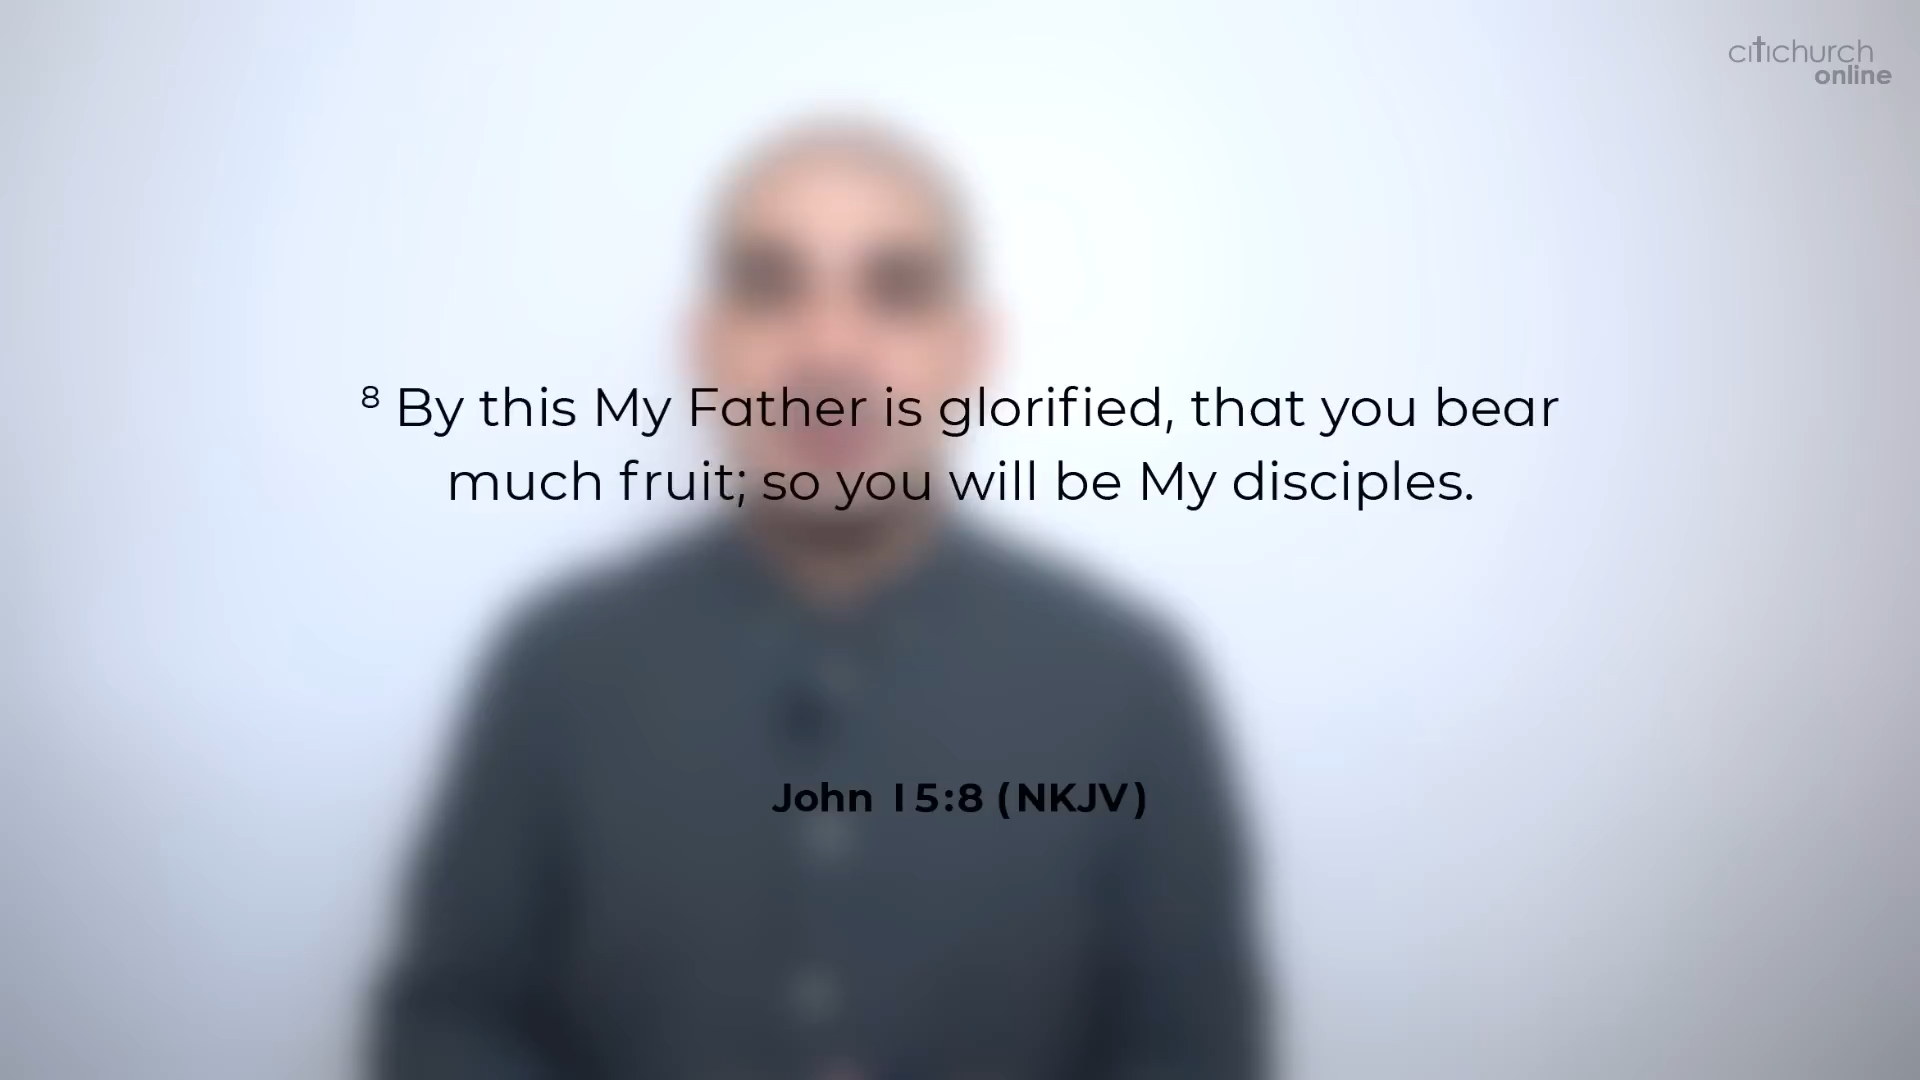 citichurch
online
⁸ By this My Father is glorified, that you bear
much fruit; so you will be My disciples.
John 15:8 (NKJV)